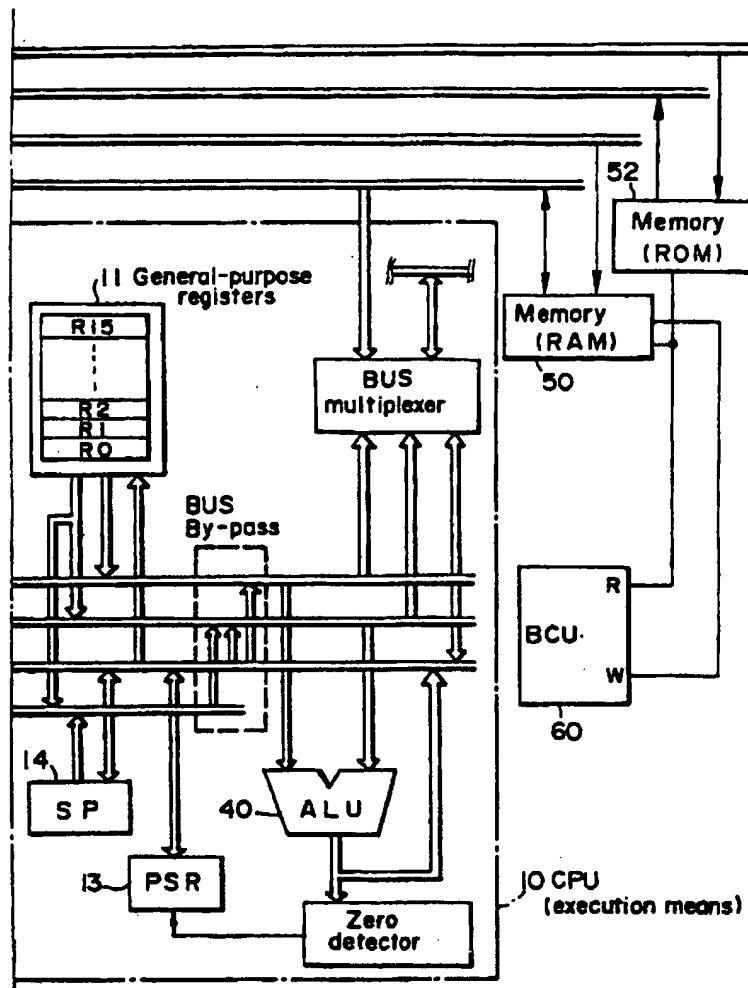 52
Memory
(ROM)
11 General-purpose
registers
R15
R2
R1
R0
Memory
(RAM)
50
BUS
multiplexer
BUS
By-pass
R
BCU
W
60
14
SP
40
ALU
13
PSR
10 CPU
(execution means)
Zero
detector